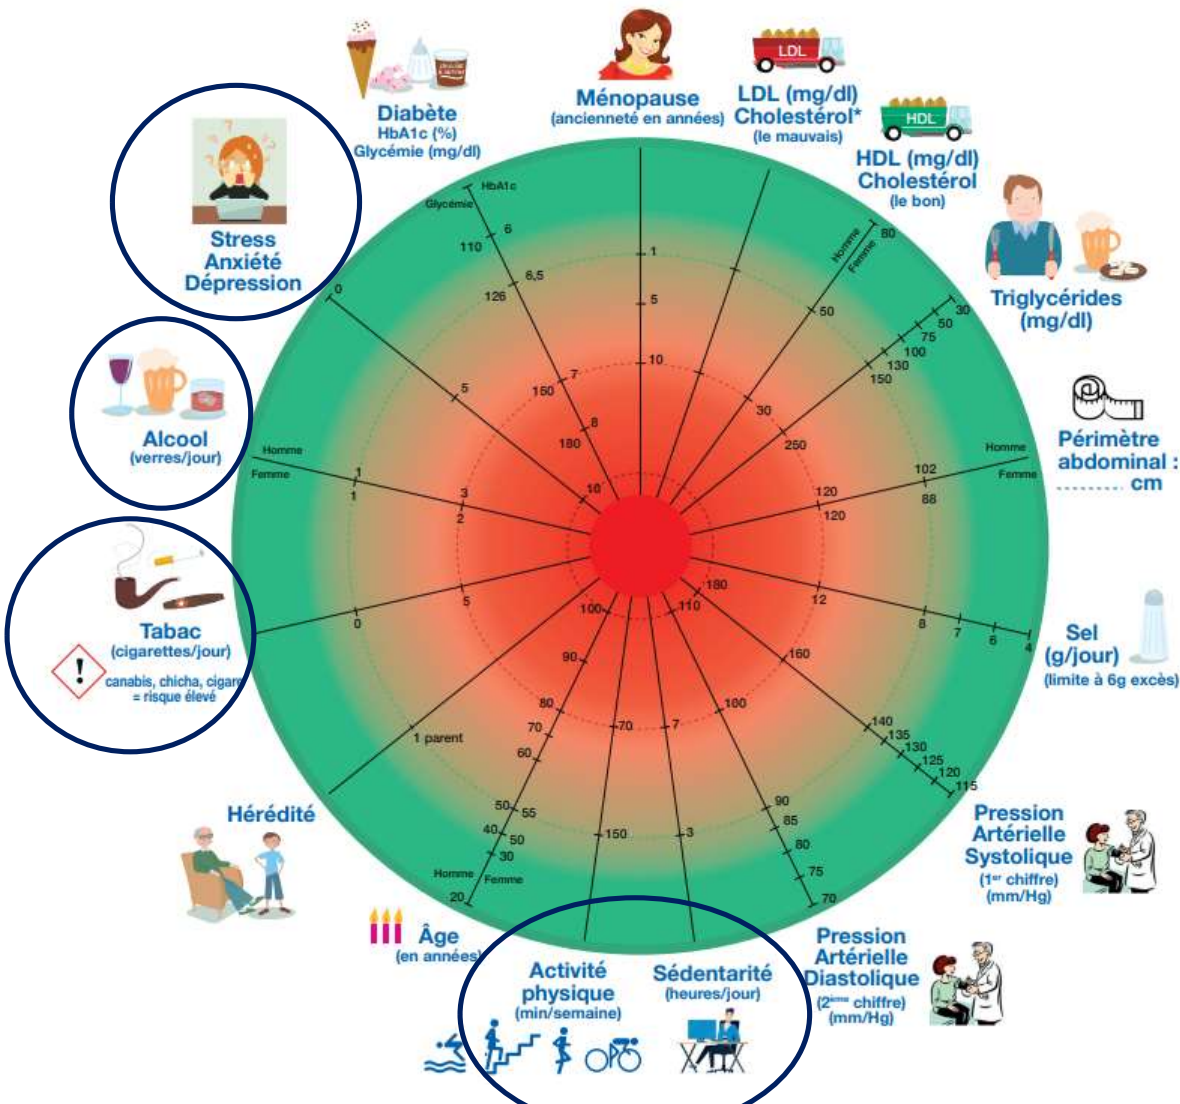 Diabète
HbA1c (%)
Glycémie (mg/dl)
Ménopause
(ancienneté en années)
LDL
LDL (mg/dl)
Cholestérol*
(le mauvais)
HDL
HDL (mg/dl)
Cholestérol
(le bon)
Triglycérides
(mg/dl)
Périmètre
abdominal :
........... cm
Sel
(g/jour)
(limite à 6g excès)
Pression
Artérielle
Systolique
(1er chiffre)
(mm/Hg)
Pression
Artérielle
Diastolique
(2ème chiffre)
(mm/Hg)
Sédentarité
(heures/jour)
Activité
physique
(min/semaine)
Âge
(en années)
Hérédité
Tabac
(cigarettes/jour)
!
canabis, chicha, cigare
= risque élevé
Alcool
(verres/jour)
Stress
Anxiété
Dépression
HbA1c
Glycémie
6
110
6,5
126
7
150
8
180
1
5
10
Homme
Femme
80
50
30
30
50
75
100
130
150
250
Homme
Femme
102
88
120
120
4
6
7
8
12
115
120
125
130
135
140
160
180
70
75
80
85
90
100
110
3
7
150
70
Homme
Femme
20
30
40
50
50
55
60
70
80
90
100
1 parent
0
5
Homme
Femme
1
1
3
2
0
5
10